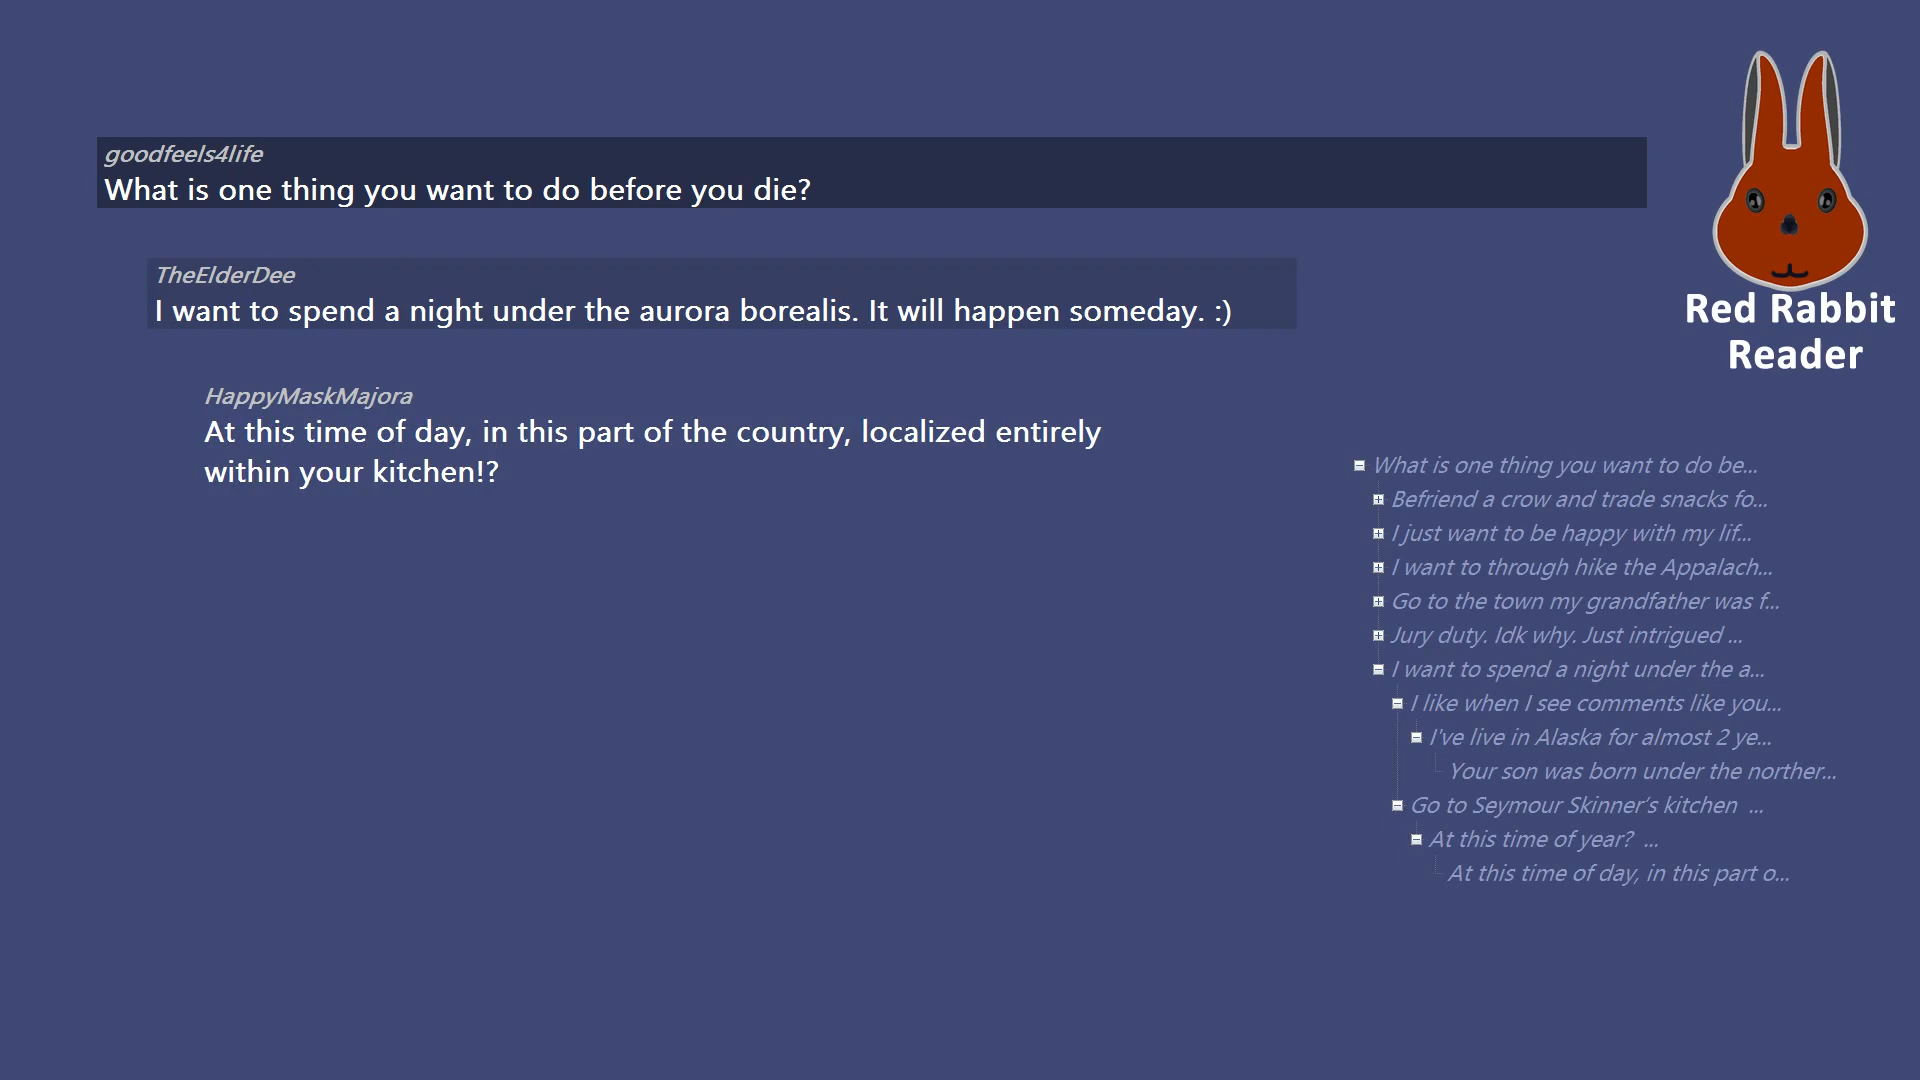 goodfeels4life
What is one thing you want to do before you die?
TheElderDee
I want to spend a night under the aurora borealis. It will happen someday. :)
HappyMaskMajora
At this time of day, in this part of the country, localized entirely
within your kitchen!?
Red Rabbit
Reader
What is one thing you want to do be...
Befriend a crow and trade snacks fo...
I just want to be happy with my lif...
I want to through hike the Appalach...
Go to the town my grandfather was f...
Jury duty. Idk why. Just intrigued ...
I want to spend a night under the a...
I like when I see comments like you...
I've live in Alaska for almost 2 ye...
Your son was born under the norther...
Go to Seymour Skinner’s kitchen  ...
At this time of year?  ...
At this time of day, in this part o...